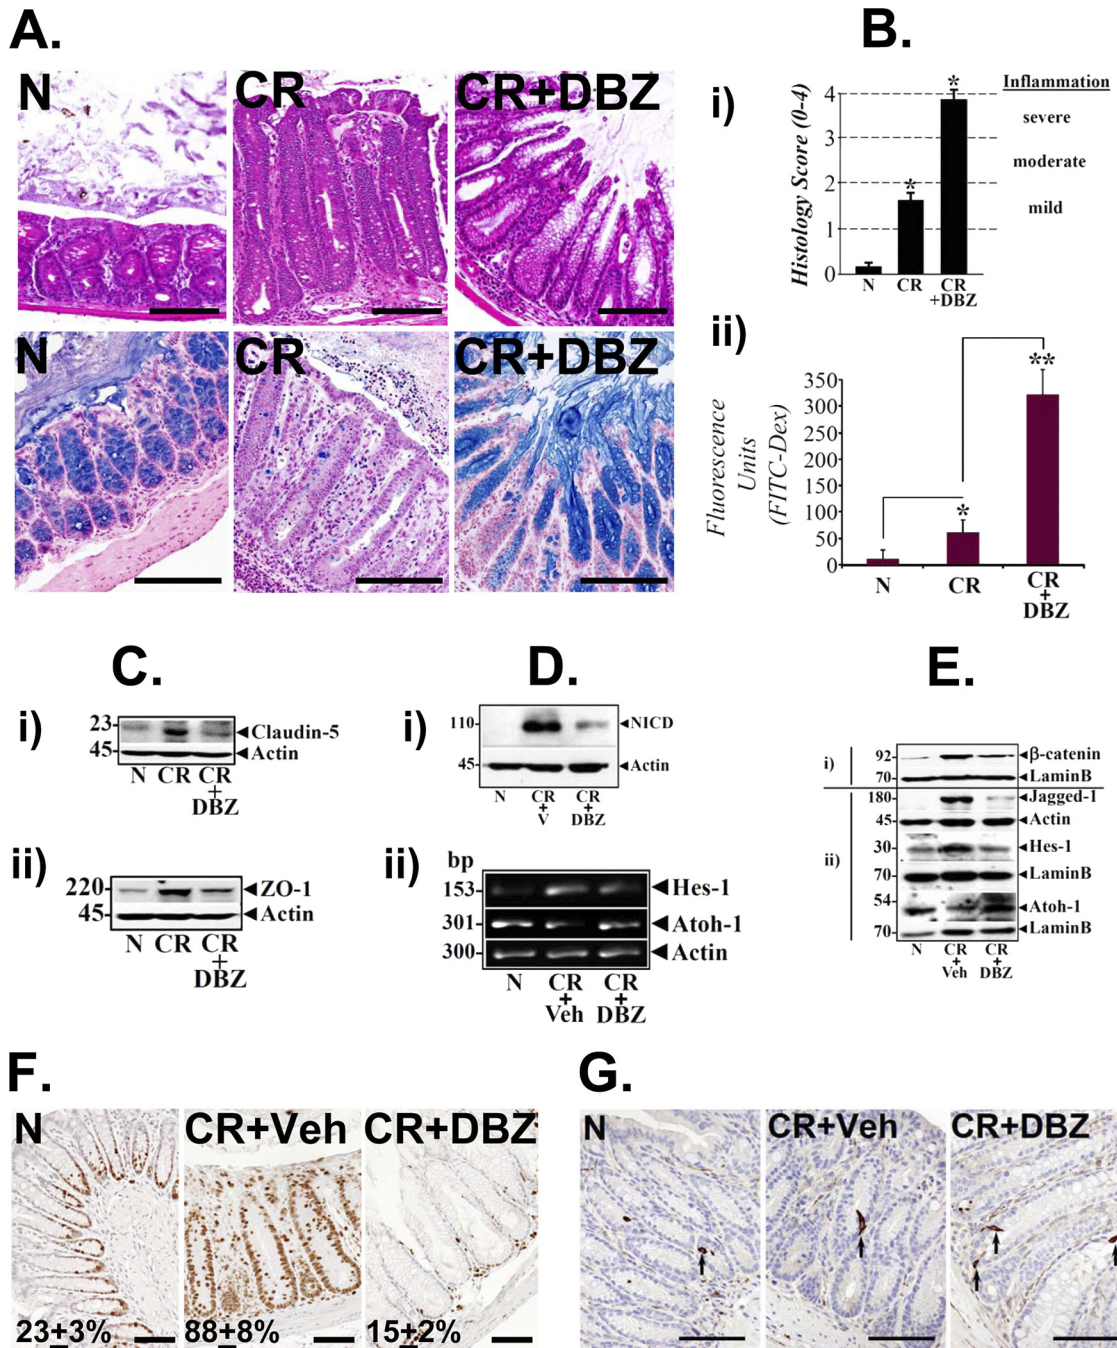 A.
N
CR
CR+DBZ
N
CR
CR+DBZ
B.
i)
Histology Score (0-4)
4
3
2
1
0
*
*
N
CR
CR
+DBZ
Inflammation
severe
moderate
mild
ii)
Fluorescence
Units
(FITC-Dex)
350
300
250
200
150
100
50
0
*
**
N
CR
CR
+
DBZ
C.
i)
23
Claudin-5
45
Actin
N CR CR
+
DBZ
ii)
220
ZO-1
45
Actin
N CR CR
+
DBZ
D.
i)
110
NICD
45
Actin
N CR CR
+ +
V DBZ
ii)
bp
153
Hes-1
301
Atoh-1
300
Actin
N CR CR
+ +
Veh DBZ
E.
i)
92
β-catenin
70
LaminB
ii)
180
Jagged-1
45
Actin
30
Hes-1
70
LaminB
54
Atoh-1
70
LaminB
N CR CR
+ +
Veh DBZ
F.
N
CR+Veh
CR+DBZ
23+3%
88+8%
15+2%
G.
N
CR+Veh
CR+DBZ